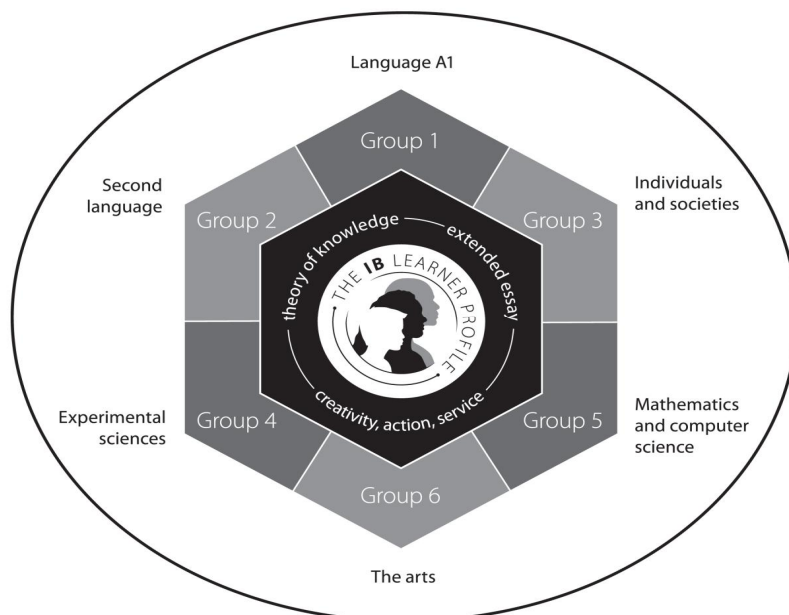 Language A1
Group 1
Second
language
Group 2
Individuals
and societies
Group 3
theory of knowledge
extended essay
THE IB LEARNER PROFILE
creativity, action, service
Experimental
sciences
Group 4
Mathematics
and computer
science
Group 5
Group 6
The arts